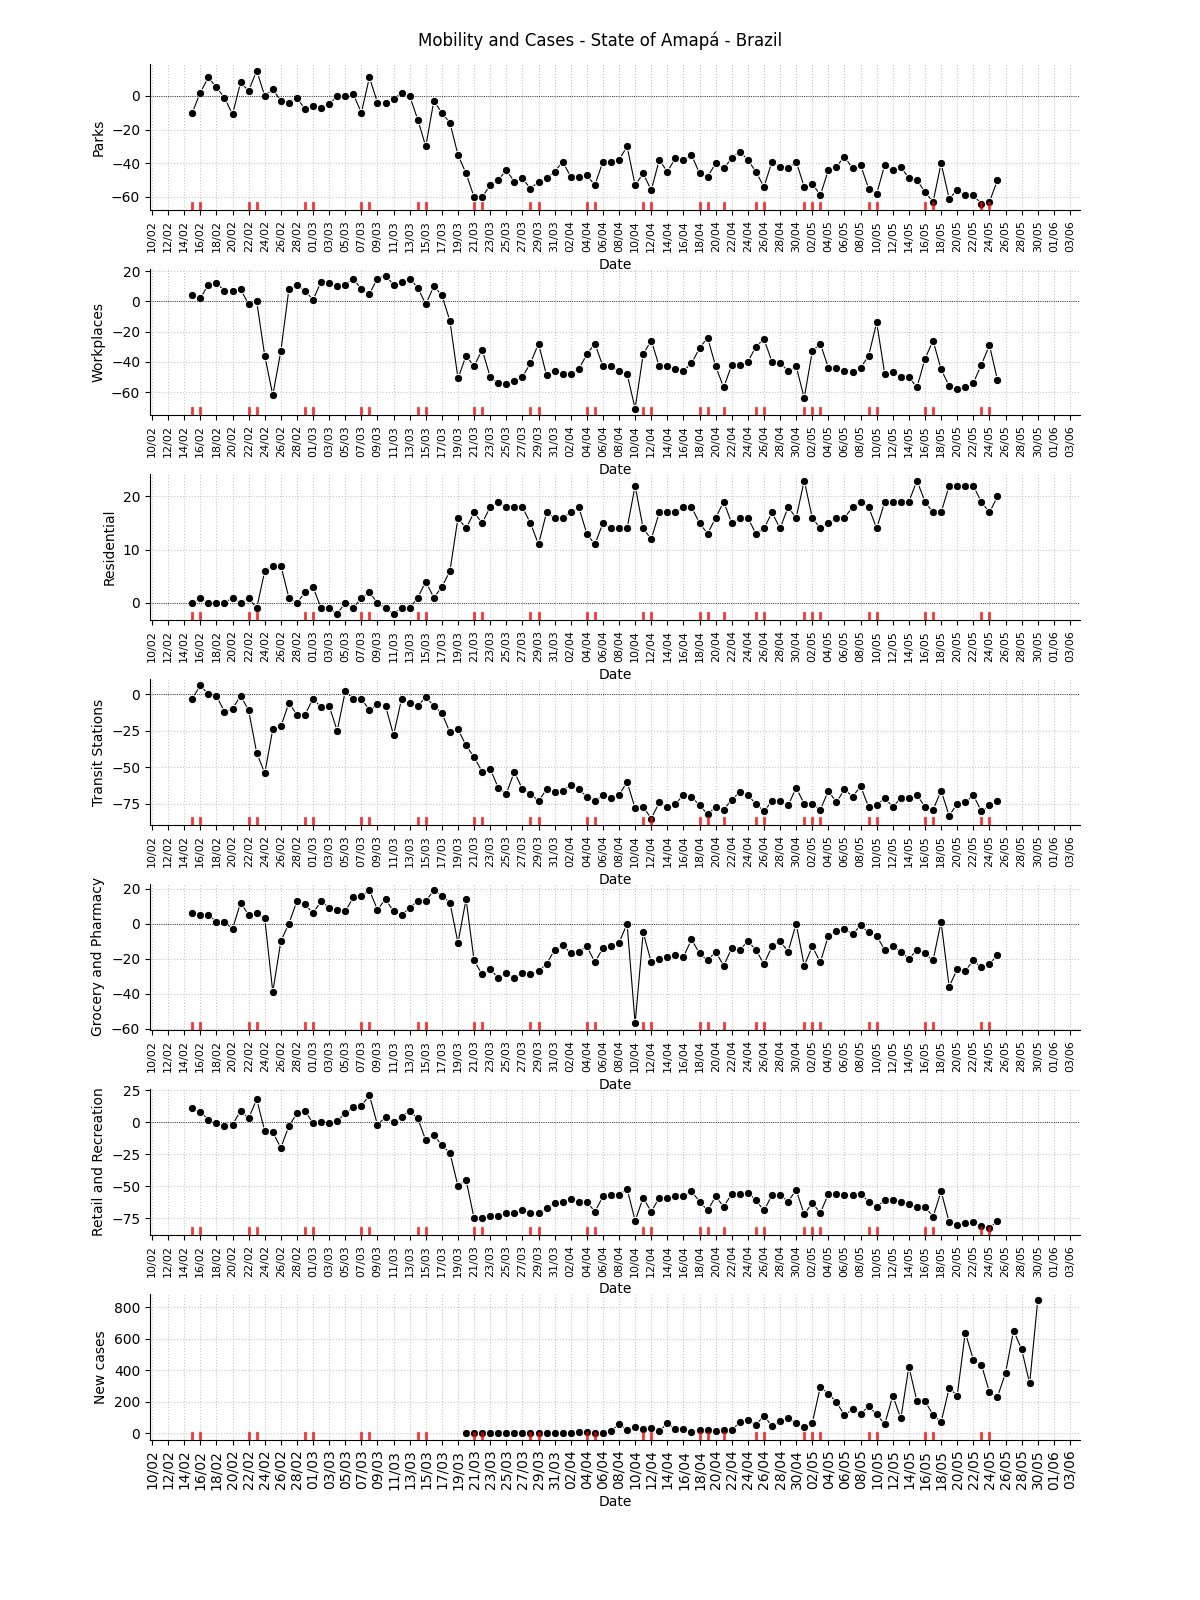 Mobility and Cases - State of Amapá - Brazil
Parks
0
−20
−40
−60
10/02 12/02 14/02 16/02 18/02 20/02 22/02 24/02 26/02 28/02 01/03 03/03 05/03 07/03 09/03 11/03 13/03 15/03 17/03 19/03 21/03 23/03 25/03 27/03 29/03 31/03 02/04 04/04 06/04 08/04 10/04 12/04 14/04 16/04 18/04 20/04 22/04 24/04 26/04 28/04 30/04 02/05 04/05 06/05 08/05 10/05 12/05 14/05 16/05 18/05 20/05 22/05 24/05 26/05 28/05 30/05 01/06 03/06
Date
Workplaces
20
0
−20
−40
−60
10/02 12/02 14/02 16/02 18/02 20/02 22/02 24/02 26/02 28/02 01/03 03/03 05/03 07/03 09/03 11/03 13/03 15/03 17/03 19/03 21/03 23/03 25/03 27/03 29/03 31/03 02/04 04/04 06/04 08/04 10/04 12/04 14/04 16/04 18/04 20/04 22/04 24/04 26/04 28/04 30/04 02/05 04/05 06/05 08/05 10/05 12/05 14/05 16/05 18/05 20/05 22/05 24/05 26/05 28/05 30/05 01/06 03/06
Date
Residential
20
10
0
10/02 12/02 14/02 16/02 18/02 20/02 22/02 24/02 26/02 28/02 01/03 03/03 05/03 07/03 09/03 11/03 13/03 15/03 17/03 19/03 21/03 23/03 25/03 27/03 29/03 31/03 02/04 04/04 06/04 08/04 10/04 12/04 14/04 16/04 18/04 20/04 22/04 24/04 26/04 28/04 30/04 02/05 04/05 06/05 08/05 10/05 12/05 14/05 16/05 18/05 20/05 22/05 24/05 26/05 28/05 30/05 01/06 03/06
Date
Transit Stations
0
−25
−50
−75
10/02 12/02 14/02 16/02 18/02 20/02 22/02 24/02 26/02 28/02 01/03 03/03 05/03 07/03 09/03 11/03 13/03 15/03 17/03 19/03 21/03 23/03 25/03 27/03 29/03 31/03 02/04 04/04 06/04 08/04 10/04 12/04 14/04 16/04 18/04 20/04 22/04 24/04 26/04 28/04 30/04 02/05 04/05 06/05 08/05 10/05 12/05 14/05 16/05 18/05 20/05 22/05 24/05 26/05 28/05 30/05 01/06 03/06
Date
Grocery and Pharmacy
20
0
−20
−40
−60
10/02 12/02 14/02 16/02 18/02 20/02 22/02 24/02 26/02 28/02 01/03 03/03 05/03 07/03 09/03 11/03 13/03 15/03 17/03 19/03 21/03 23/03 25/03 27/03 29/03 31/03 02/04 04/04 06/04 08/04 10/04 12/04 14/04 16/04 18/04 20/04 22/04 24/04 26/04 28/04 30/04 02/05 04/05 06/05 08/05 10/05 12/05 14/05 16/05 18/05 20/05 22/05 24/05 26/05 28/05 30/05 01/06 03/06
Date
Retail and Recreation
25
0
−25
−50
−75
10/02 12/02 14/02 16/02 18/02 20/02 22/02 24/02 26/02 28/02 01/03 03/03 05/03 07/03 09/03 11/03 13/03 15/03 17/03 19/03 21/03 23/03 25/03 27/03 29/03 31/03 02/04 04/04 06/04 08/04 10/04 12/04 14/04 16/04 18/04 20/04 22/04 24/04 26/04 28/04 30/04 02/05 04/05 06/05 08/05 10/05 12/05 14/05 16/05 18/05 20/05 22/05 24/05 26/05 28/05 30/05 01/06 03/06
Date
New cases
800
600
400
200
0
10/02 12/02 14/02 16/02 18/02 20/02 22/02 24/02 26/02 28/02 01/03 03/03 05/03 07/03 09/03 11/03 13/03 15/03 17/03 19/03 21/03 23/03 25/03 27/03 29/03 31/03 02/04 04/04 06/04 08/04 10/04 12/04 14/04 16/04 18/04 20/04 22/04 24/04 26/04 28/04 30/04 02/05 04/05 06/05 08/05 10/05 12/05 14/05 16/05 18/05 20/05 22/05 24/05 26/05 28/05 30/05 01/06 03/06
Date